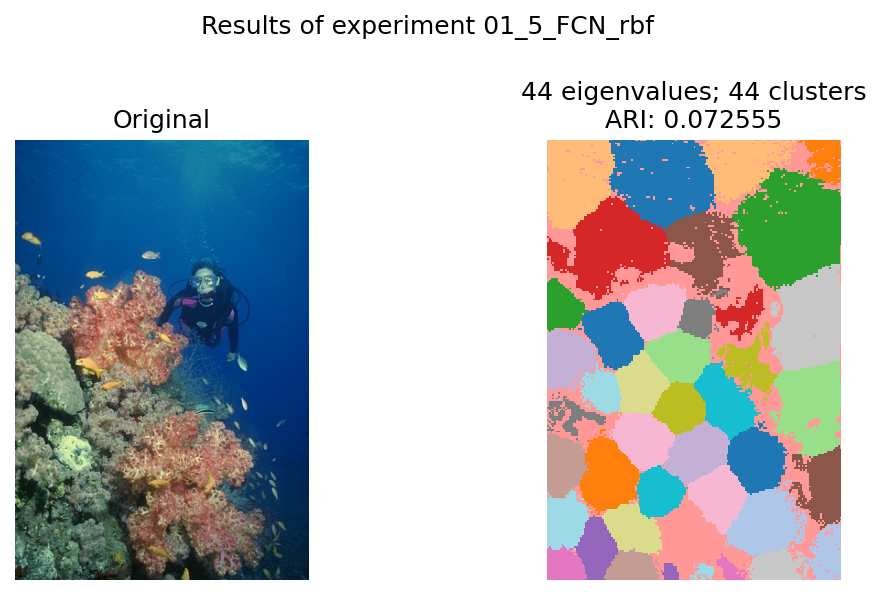 Results of experiment 01_5_FCN_rbf
Original
44 eigenvalues; 44 clusters
ARI: 0.072555